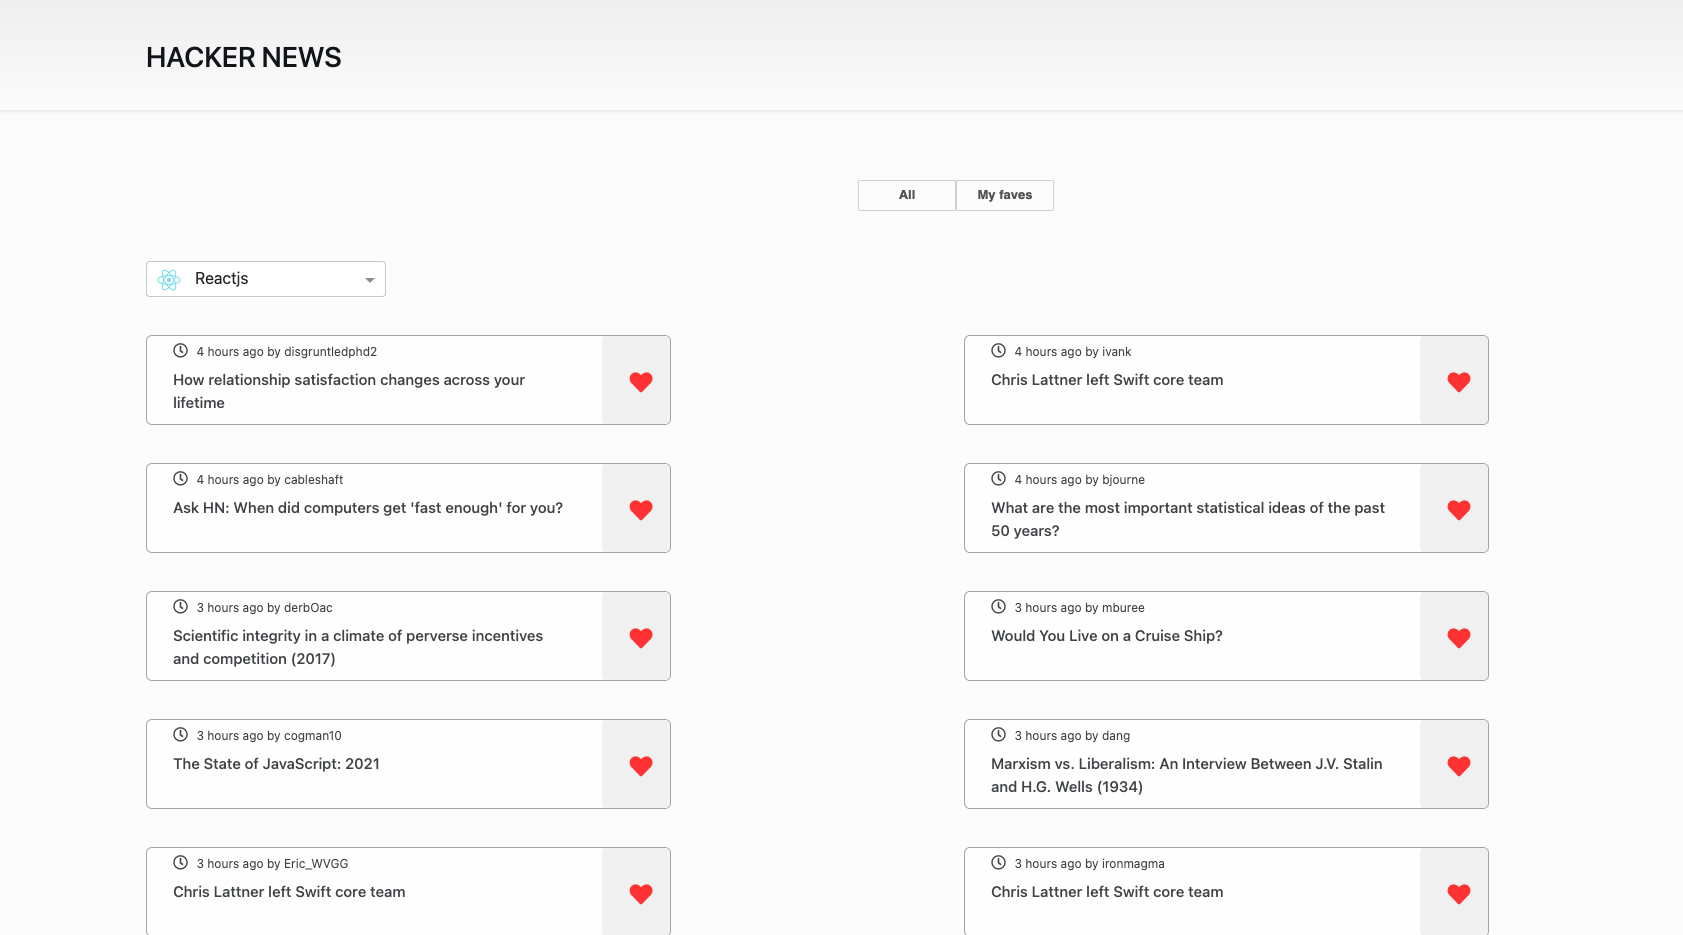 HACKER NEWS
All
My faves
Reactjs
4 hours ago by disgruntledphd2
How relationship satisfaction changes across your
lifetime
4 hours ago by ivank
Chris Lattner left Swift core team
4 hours ago by cableshaft
Ask HN: When did computers get 'fast enough' for you?
4 hours ago by bjourne
What are the most important statistical ideas of the past
50 years?
3 hours ago by derbOac
Scientific integrity in a climate of perverse incentives
and competition (2017)
3 hours ago by mburee
Would You Live on a Cruise Ship?
3 hours ago by cogman10
The State of JavaScript: 2021
3 hours ago by dang
Marxism vs. Liberalism: An Interview Between J.V. Stalin
and H.G. Wells (1934)
3 hours ago by Eric_WVGG
Chris Lattner left Swift core team
3 hours ago by ironmagma
Chris Lattner left Swift core team